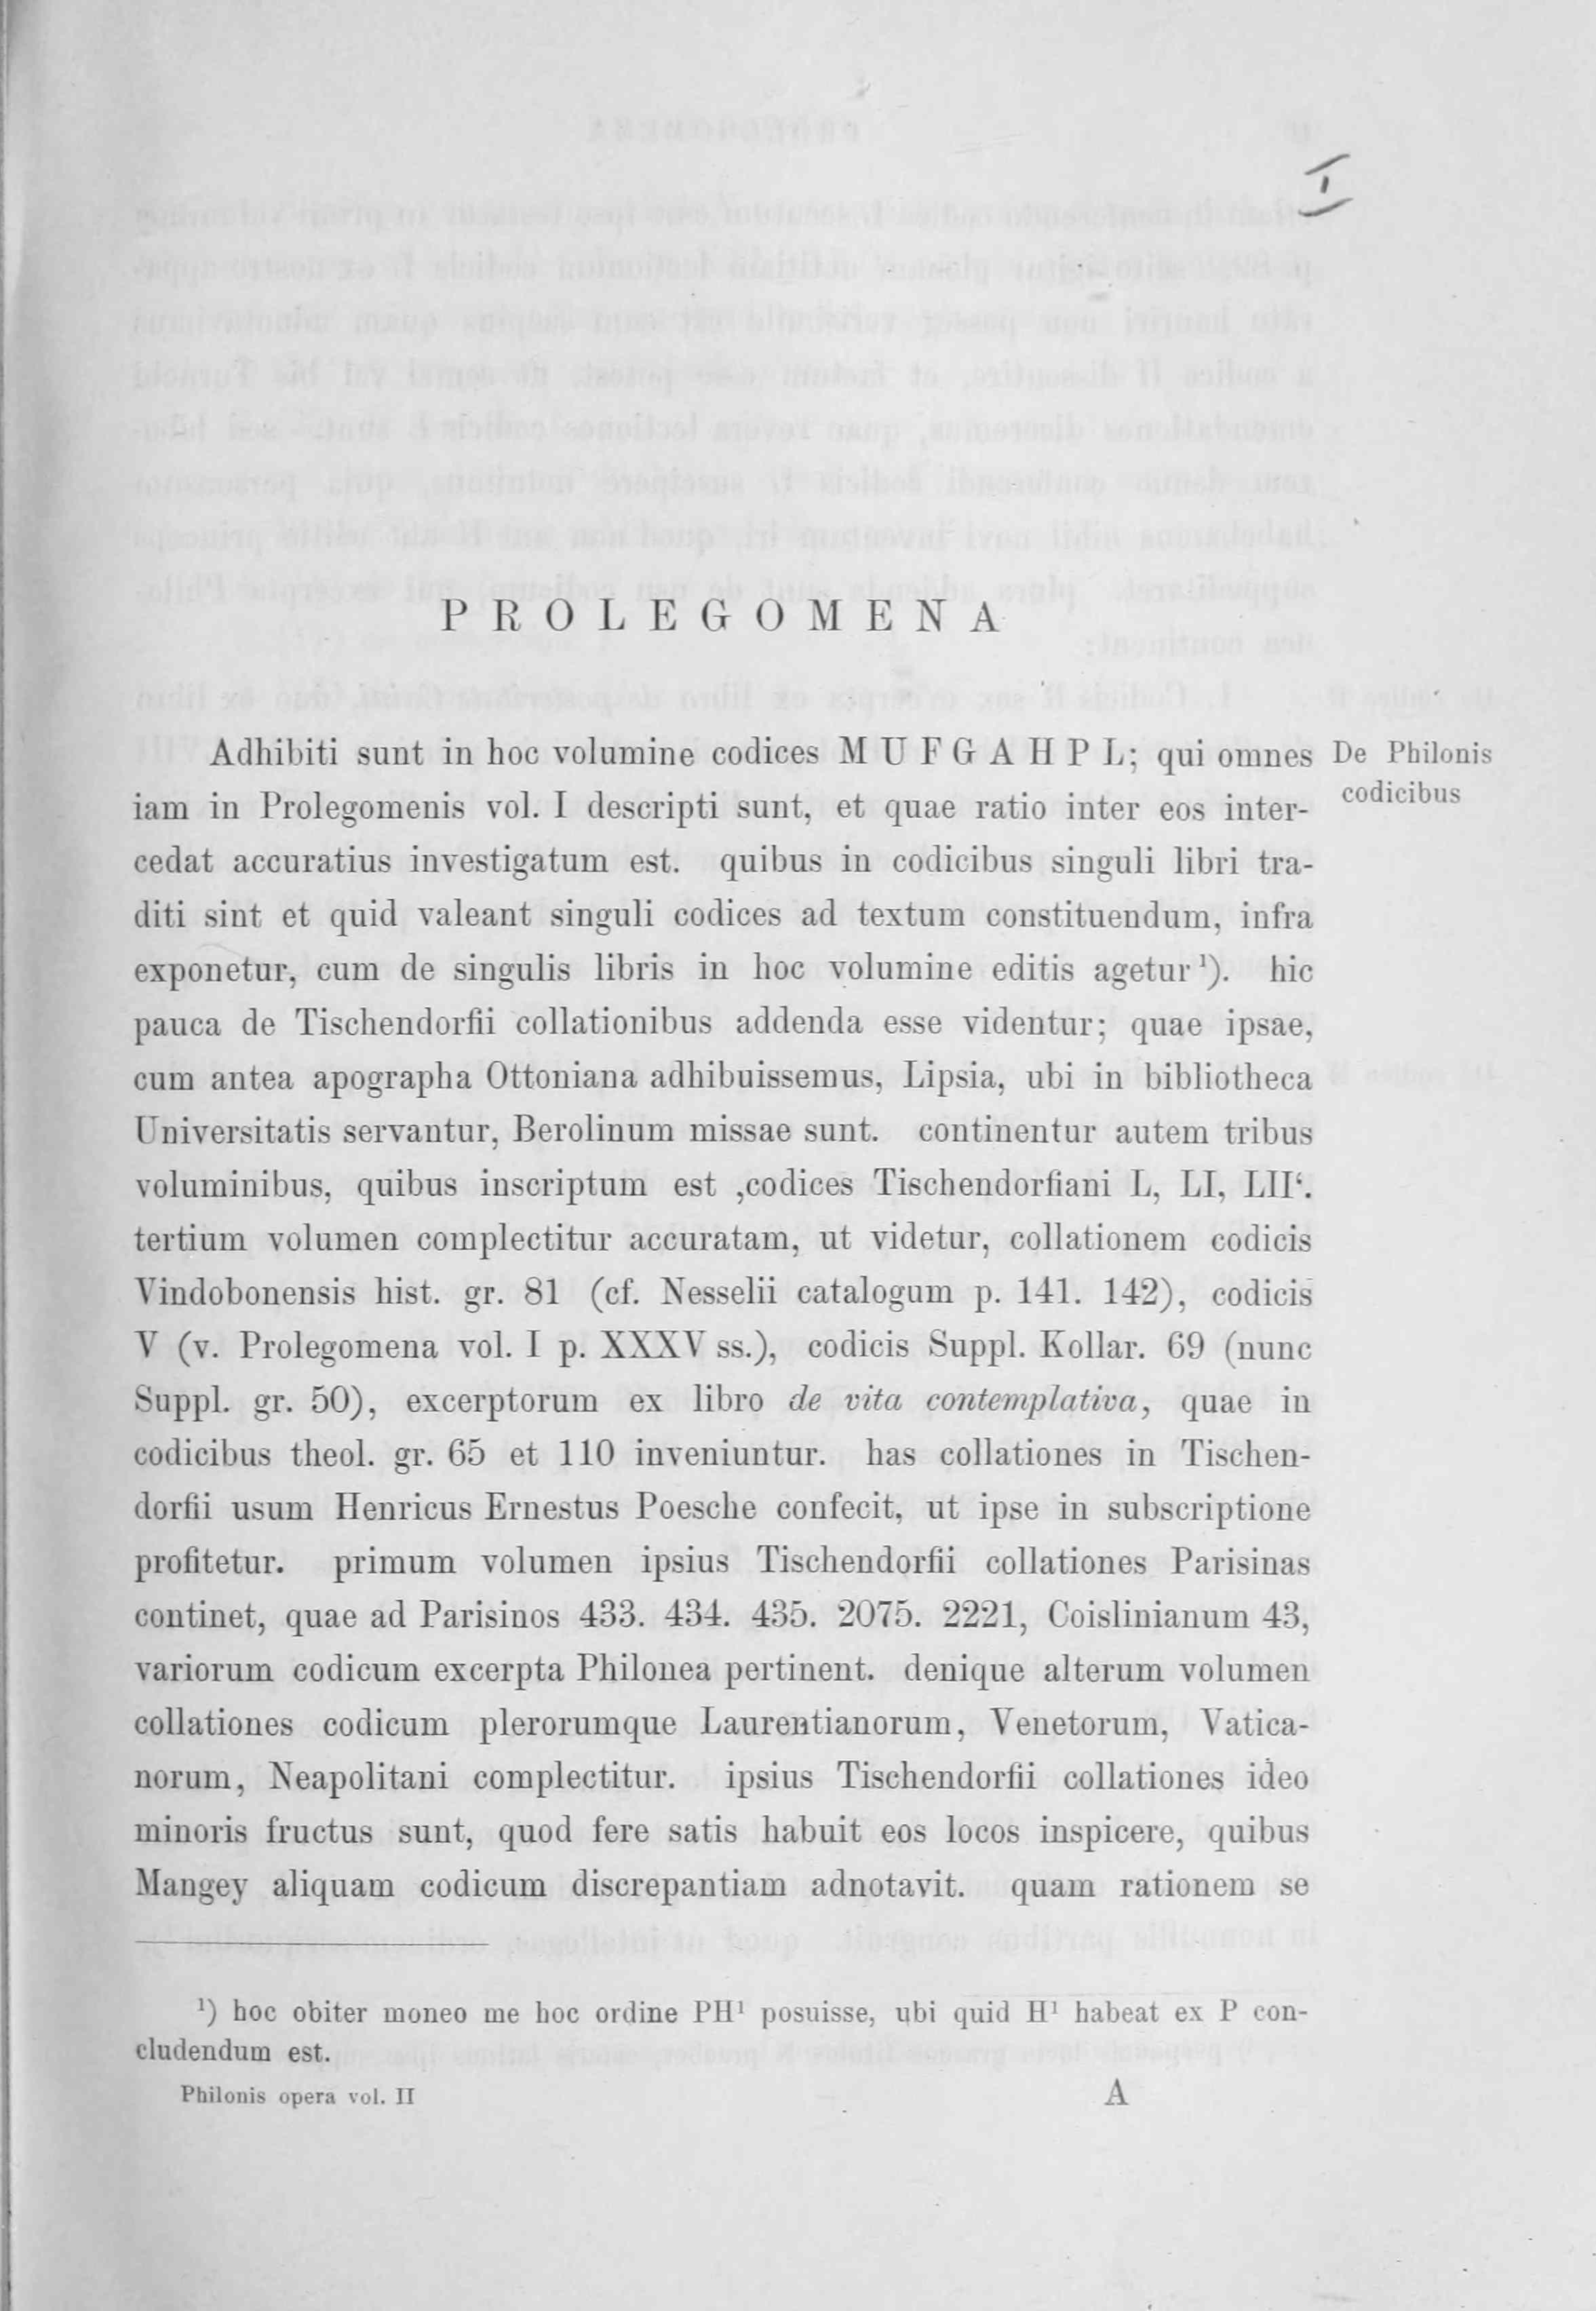 I
PROLEGOMENA
Adhibiti sunt in hoc volumine codices M U F G A H P L; qui omnes
De Philonis
codicibus
iam in Prolegomenis vol. I descripti sunt, et quae ratio inter eos inter-
cedat accuratius investigatum est. quibus in codicibus singuli libri tra-
diti sint et quid valeant singuli codices ad textum constituendum, infra
exponetur, cum de singulis libris in hoc volumine editis agetur¹). hic
pauca de Tischendorfii collationibus addenda esse videntur; quae ipsae,
cum antea apographa Ottoniana adhibuissemus, Lipsia, ubi in bibliotheca
Universitatis servantur, Berolinum missae sunt. continentur autem tribus
voluminibus, quibus inscriptum est ‚codices Tischendorfiani L, LI, LII‘.
tertium volumen complectitur accuratam, ut videtur, collationem codicis
Vindobonensis hist. gr. 81 (cf. Nesselii catalogum p. 141. 142), codicis
V (v. Prolegomena vol. I p. XXXV ss.), codicis Suppl. Kollar. 69 (nunc
Suppl. gr. 50), excerptorum ex libro de vita contemplativa, quae in
codicibus theol. gr. 65 et 110 inveniuntur. has collationes in Tischen-
dorfii usum Henricus Ernestus Poesche confecit, ut ipse in subscriptione
profitetur. primum volumen ipsius Tischendorfii collationes Parisinas
continet, quae ad Parisinos 433. 434. 435. 2075. 2221, Coislinianum 43,
variorum codicum excerpta Philonea pertinent. denique alterum volumen
collationes codicum plerorumque Laurentianorum, Venetorum, Vatica-
norum, Neapolitani complectitur. ipsius Tischendorfii collationes ideo
minoris fructus sunt, quod fere satis habuit eos locos inspicere, quibus
Mangey aliquam codicum discrepantiam adnotavit. quam rationem se
¹) hoc obiter moneo me hoc ordine PH¹ posuisse, ubi quid H¹ habeat ex P con-
cludendum est.
Philonis opera vol. II
A